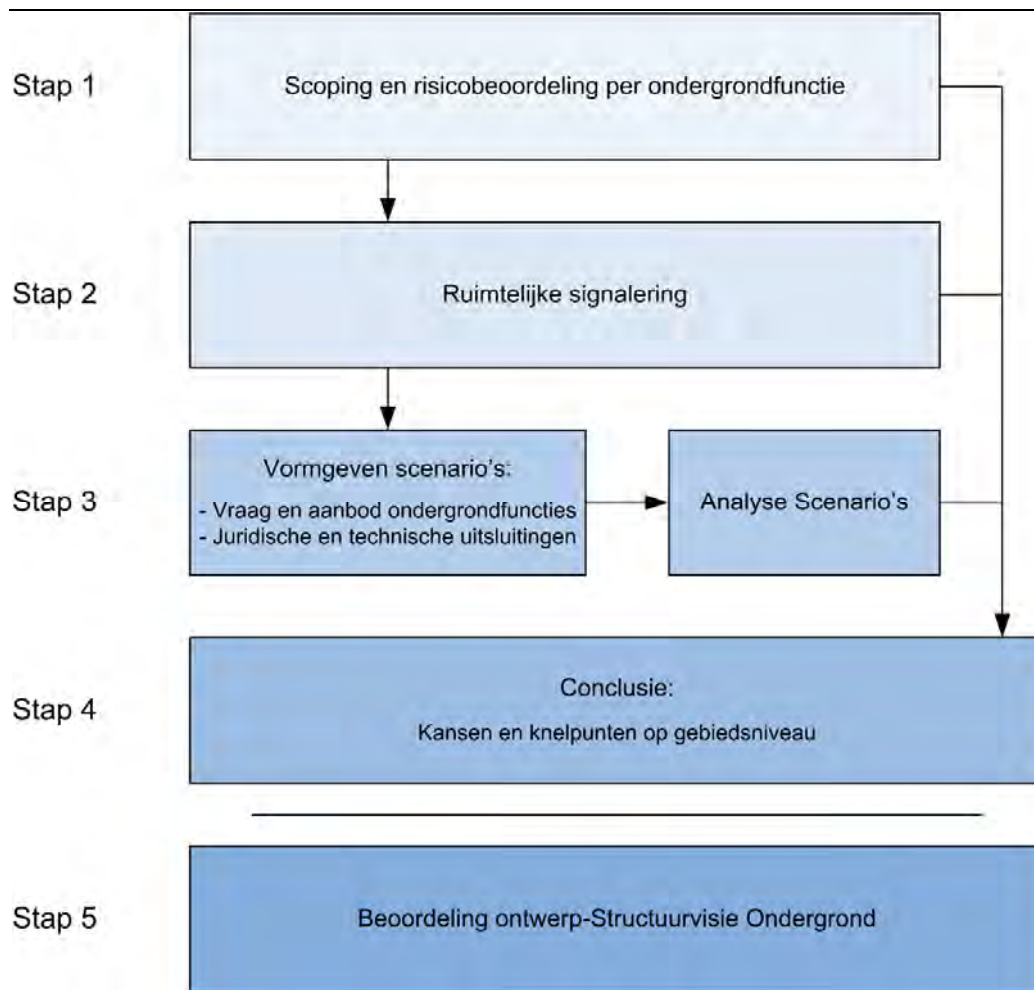 Stap 1
Scoping en risicobeoordeling per ondergrondfunctie
Stap 2
Ruimtelijke signalering
Stap 3
Vormgeven scenario's:
- Vraag en aanbod ondergrondfuncties
- Juridische en technische uitsluitingen
Analyse Scenario's
Stap 4
Conclusie:
Kansen en knelpunten op gebiedsniveau
Stap 5
Beoordeling ontwerp-Structuurvisie Ondergrond